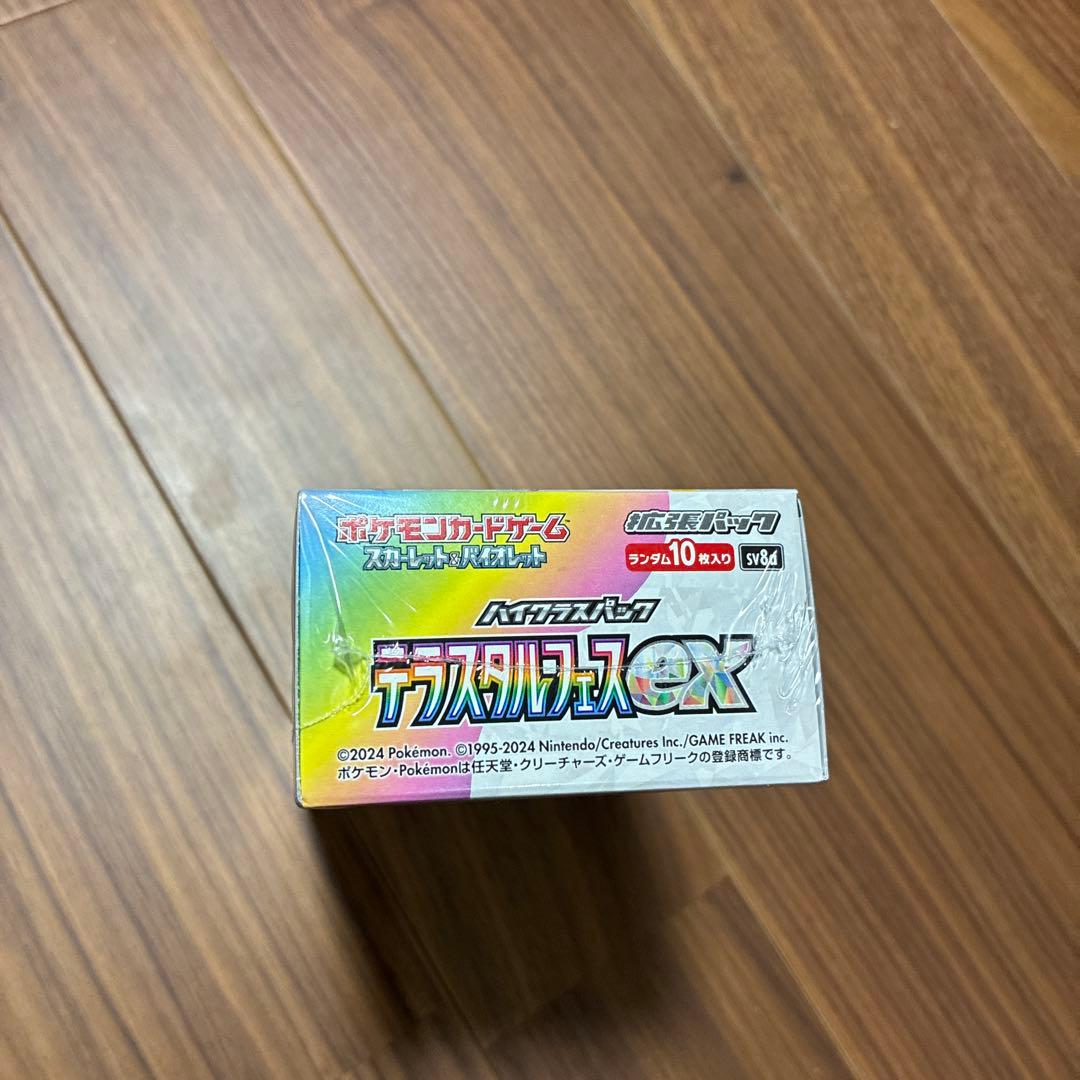 ポケモンカードゲーム™
スカーレット&バイオレット
拡張パック
ランダム10枚入り SV8a
ハイクラスパック
テラスタルフェスex
©2024 Pokémon. ©1995-2024 Nintendo/Creatures Inc./GAME FREAK inc.
ポケモン・Pokémonは任天堂・クリーチャーズ・ゲームフリークの登録商標です。